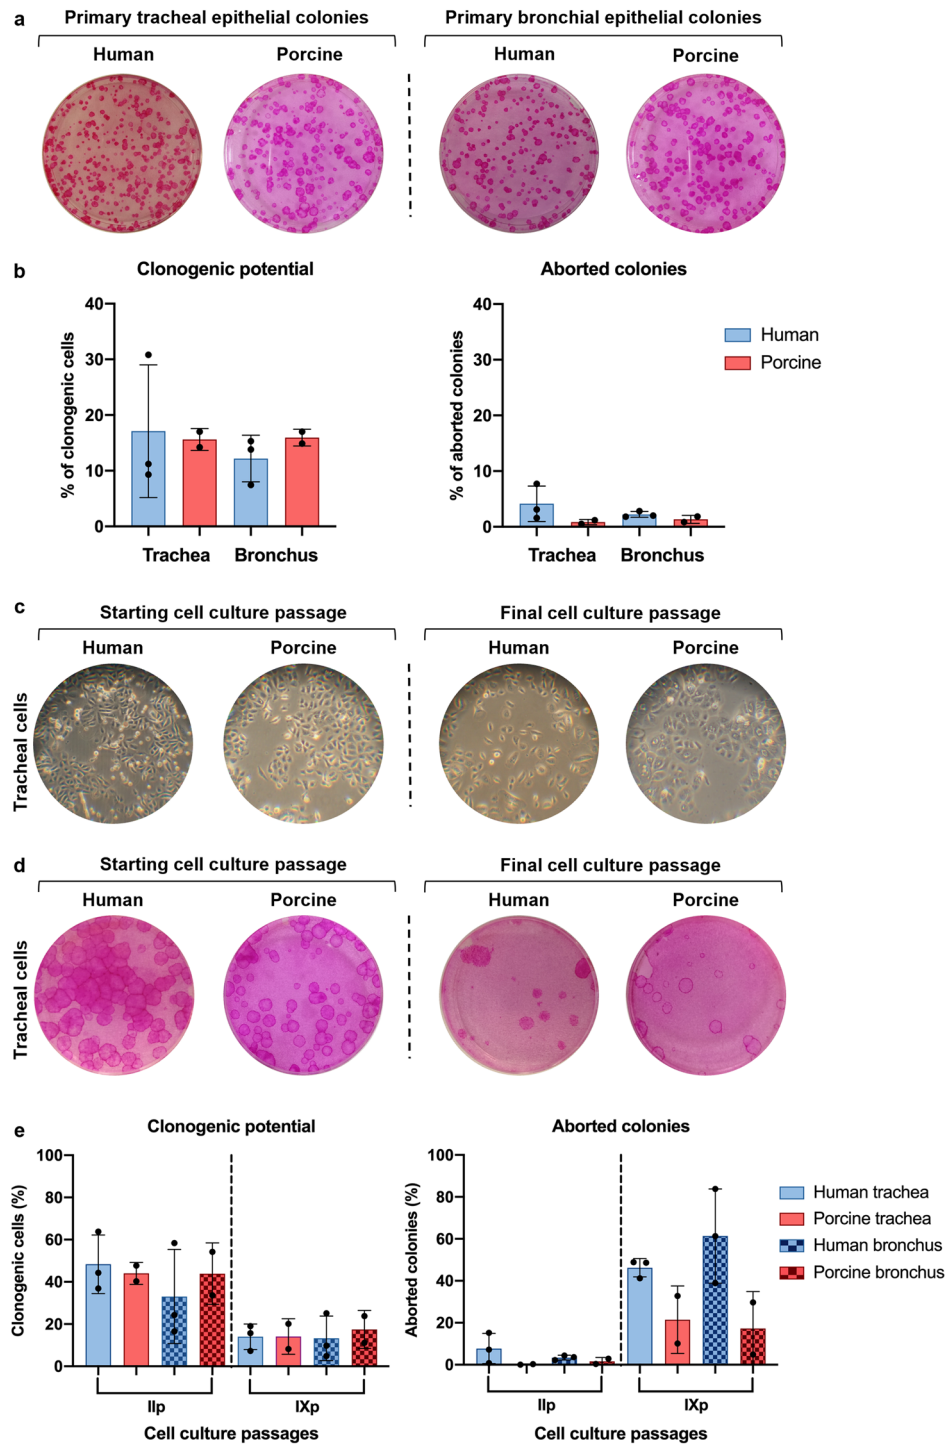 a
Primary tracheal epithelial colonies
Primary bronchial epithelial colonies
Human
Porcine
Human
Porcine
b
Clonogenic potential
Aborted colonies
% of clonogenic cells
40
30
20
10
0
Trachea
Bronchus
% of aborted colonies
40
30
20
10
0
Trachea
Bronchus
Human
Porcine
c
Starting cell culture passage
Final cell culture passage
Human
Porcine
Human
Porcine
Tracheal cells
d
Starting cell culture passage
Final cell culture passage
Human
Porcine
Human
Porcine
Tracheal cells
e
Clonogenic potential
Aborted colonies
Clonogenic cells (%)
100
80
60
40
20
0
IIp
IXp
Cell culture passages
Aborted colonies (%)
100
80
60
40
20
0
IIp
IXp
Cell culture passages
Human trachea
Porcine trachea
Human bronchus
Porcine bronchus